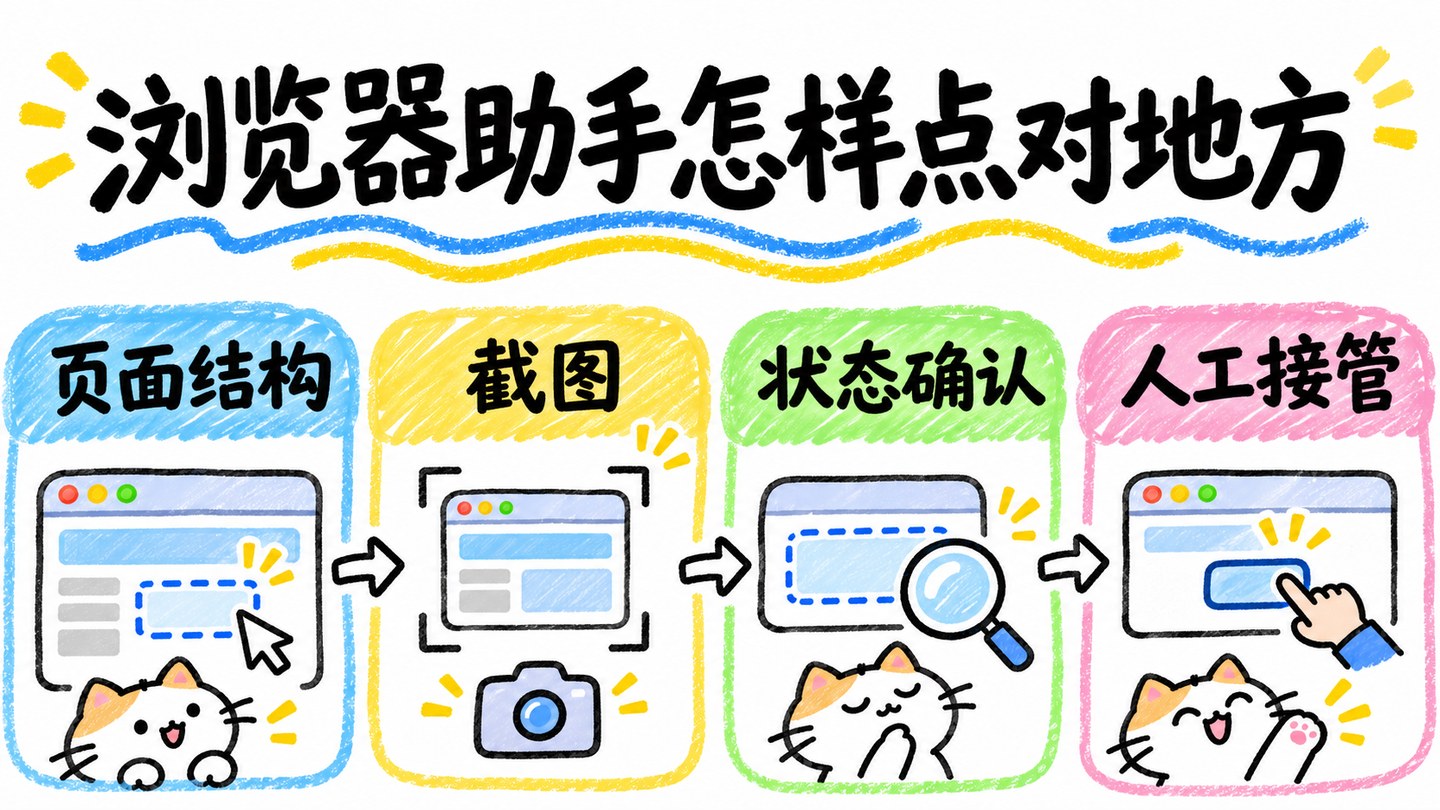 浏览器助手怎样点对地方
页面结构
截图
状态确认
人工接管